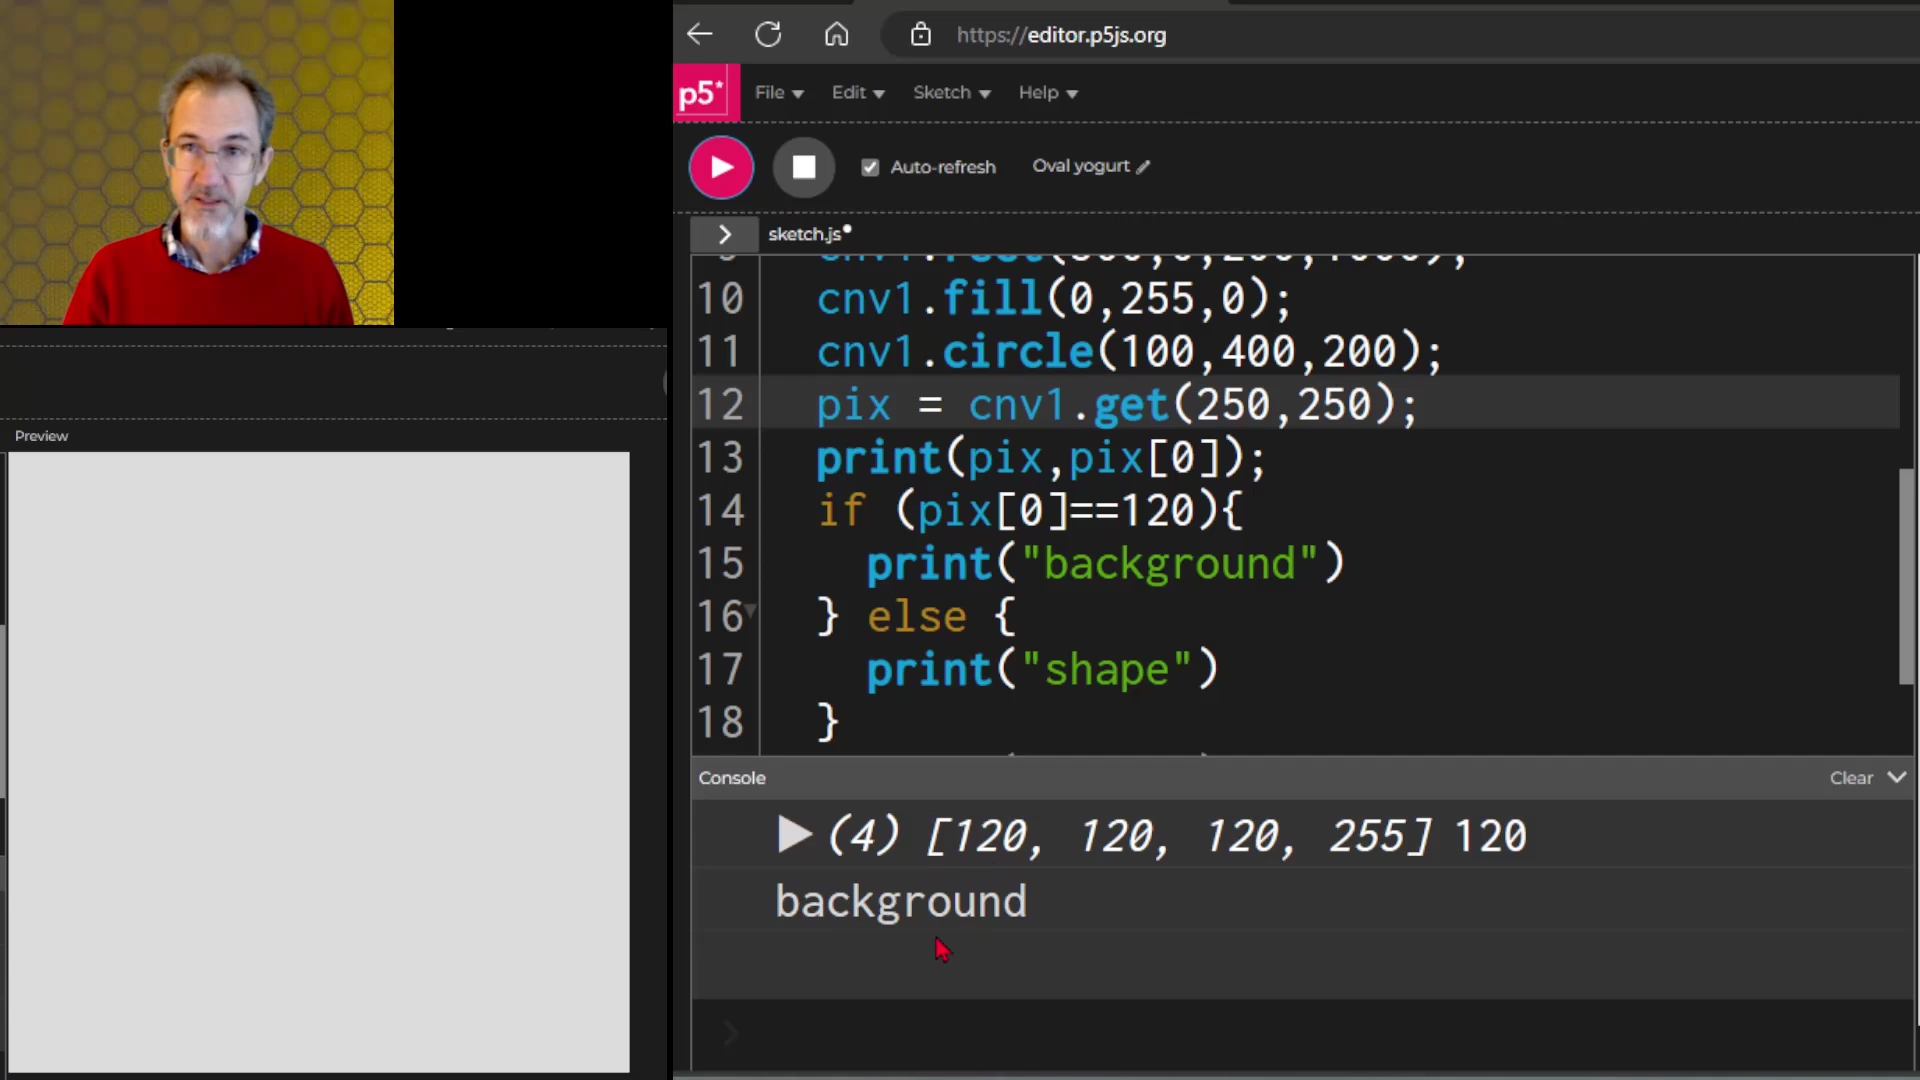 https://editor.p5js.org
p5* File Edit Sketch Help
Auto-refresh Oval yogurt
sketch.js
Preview
10 cnv1.fill(0,255,0);
11 cnv1.circle(100,400,200);
12 pix = cnv1.get(250,250);
13 print(pix,pix[0]);
14 if (pix[0]==120){
15 print("background")
16 } else {
17 print("shape")
18 }
Console Clear
(4) [120, 120, 120, 255] 120
background